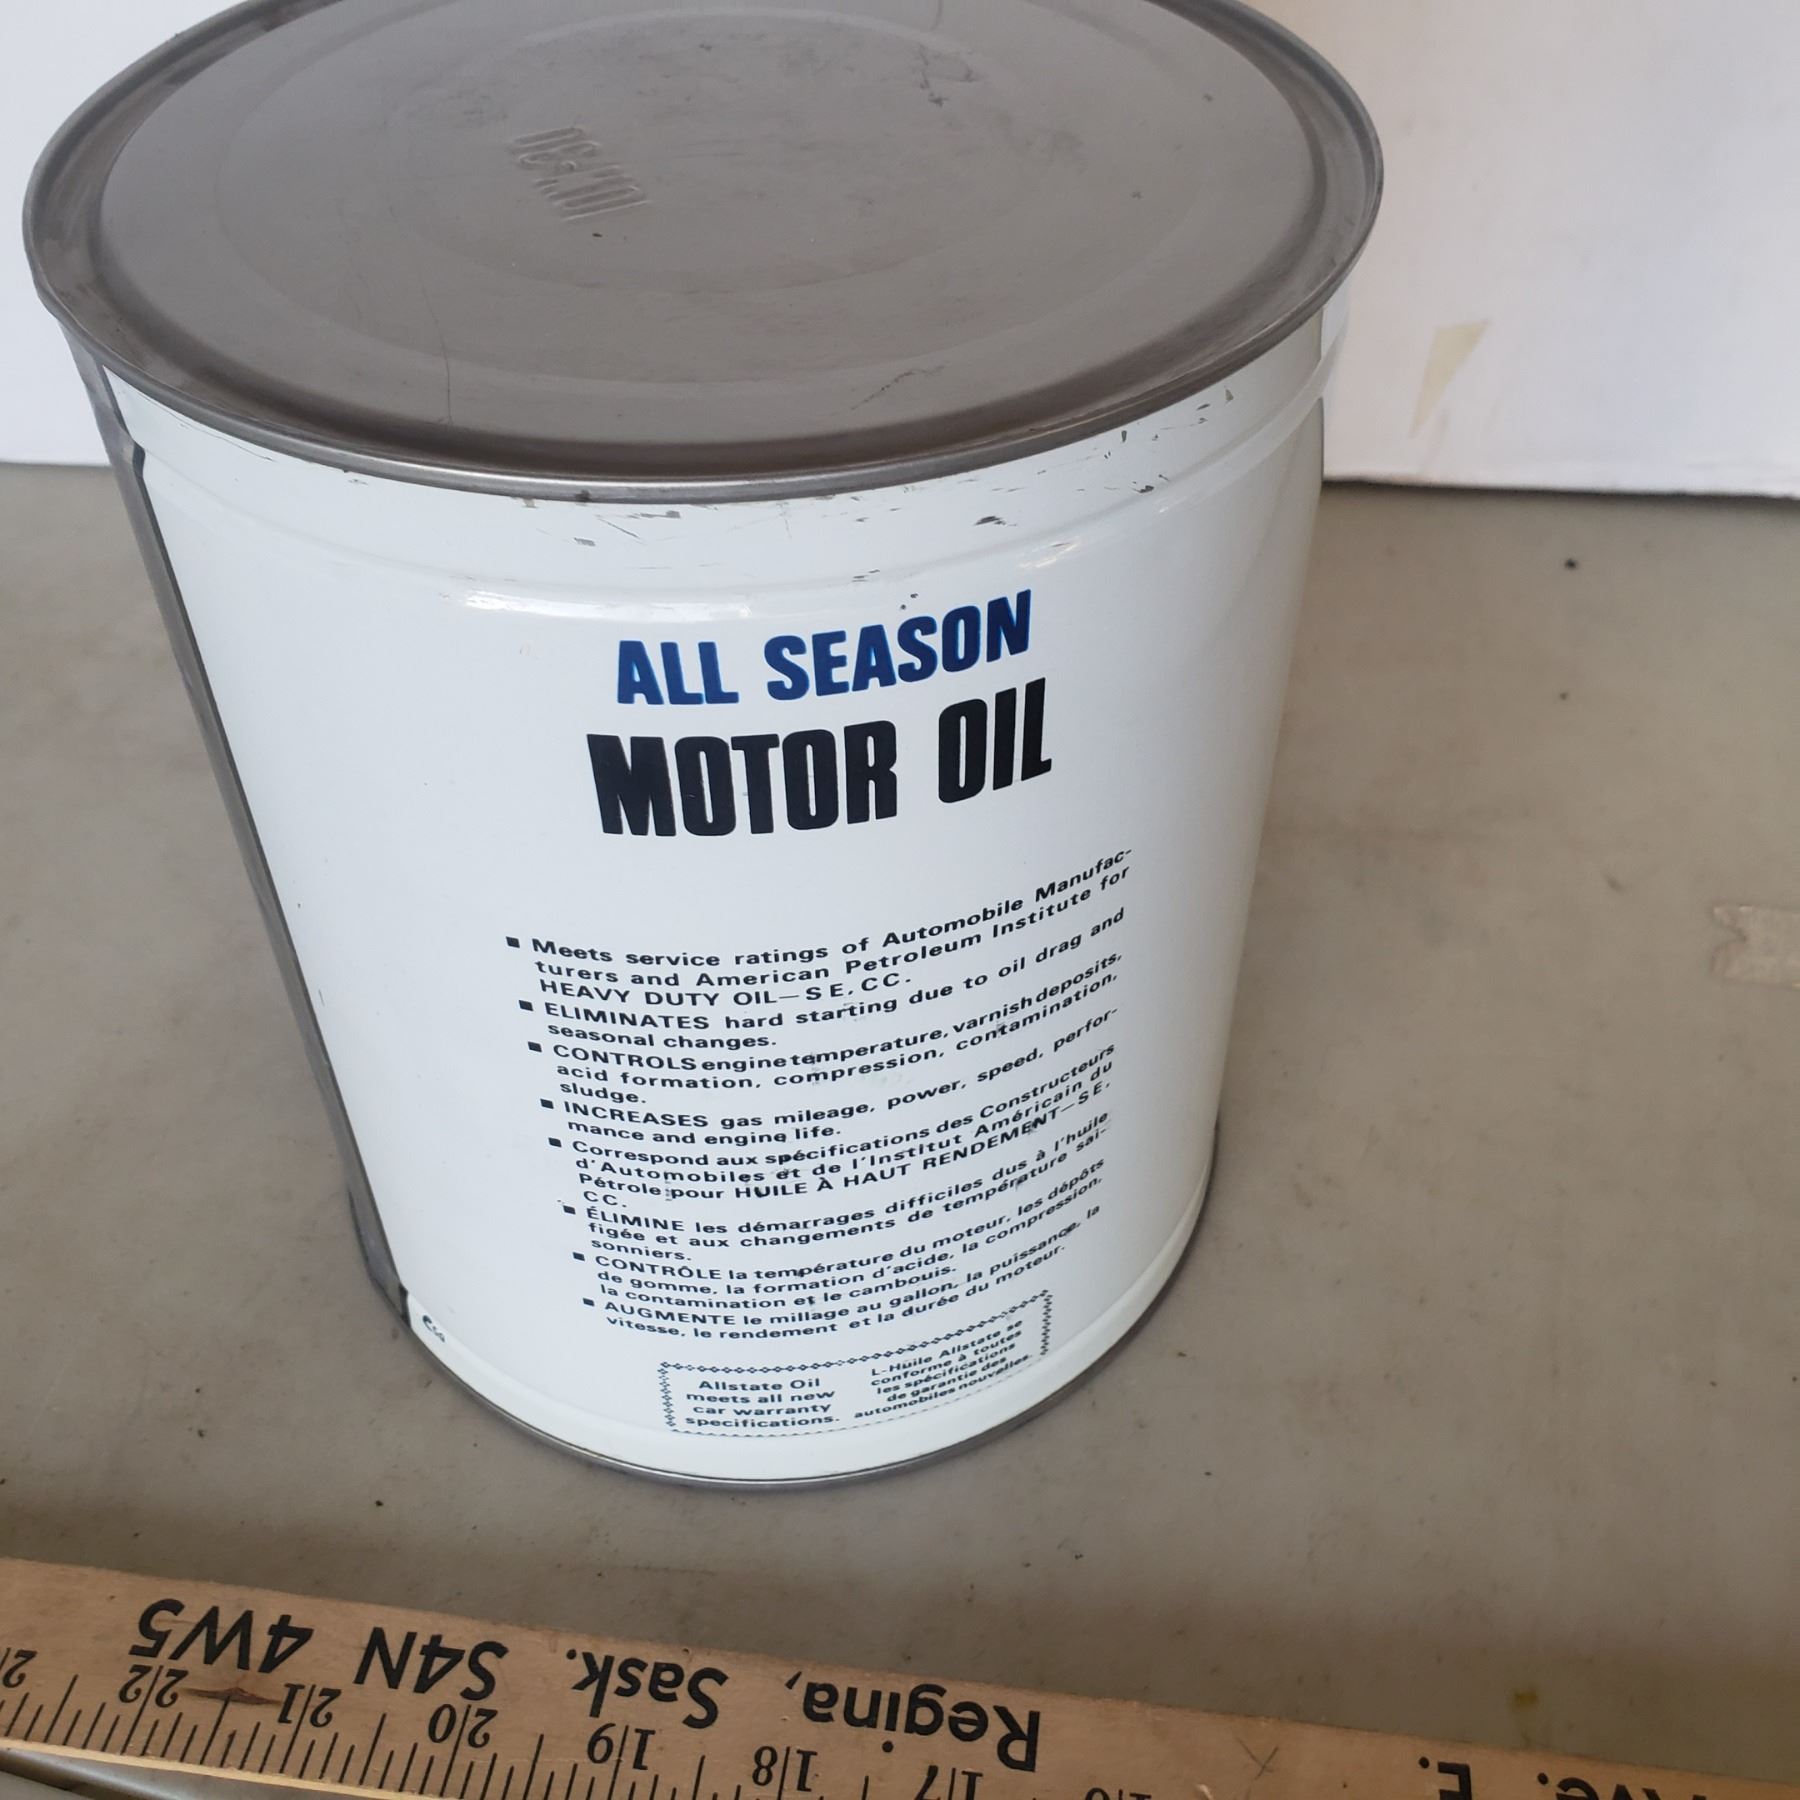 ALL SEASON
MOTOR OIL
■ Meets service ratings of Automobile Manufac-
turers and American Petroleum Institute for
HEAVY DUTY OIL—SE, CC.
■ ELIMINATES hard starting due to oil drag and
seasonal changes.
■ CONTROLS engine temperature, varnish deposits,
acid formation, compression, contamination,
sludge.
■ INCREASES gas mileage, power, speed, perfor-
mance and engine life.
■ Correspond aux spécifications des Constructeurs
d'Automobiles et de l'Institut Américain du
Pétrole pour HUILE À HAUT RENDEMENT—SE,
CC.
■ ÉLIMINE les démarrages difficiles dus à l'huile
figée et aux changements de température sai-
sonniers.
■ CONTRÔLE la température du moteur, les dépôts
de gomme, la formation d'acide, la compression,
la contamination et le cambouis.
■ AUGMENTE le millage au gallon, la puissance, la
vitesse, le rendement et la durée du moteur.
Allstate Oil
meets all new
car warranty
specifications.
L-Huile Allstate se
conforme à toutes
les spécifications
de garantie des
automobiles nouvelles.
Ave. E. Regina, Sask. S4N 4W5
16 17 18 19 20 21 22